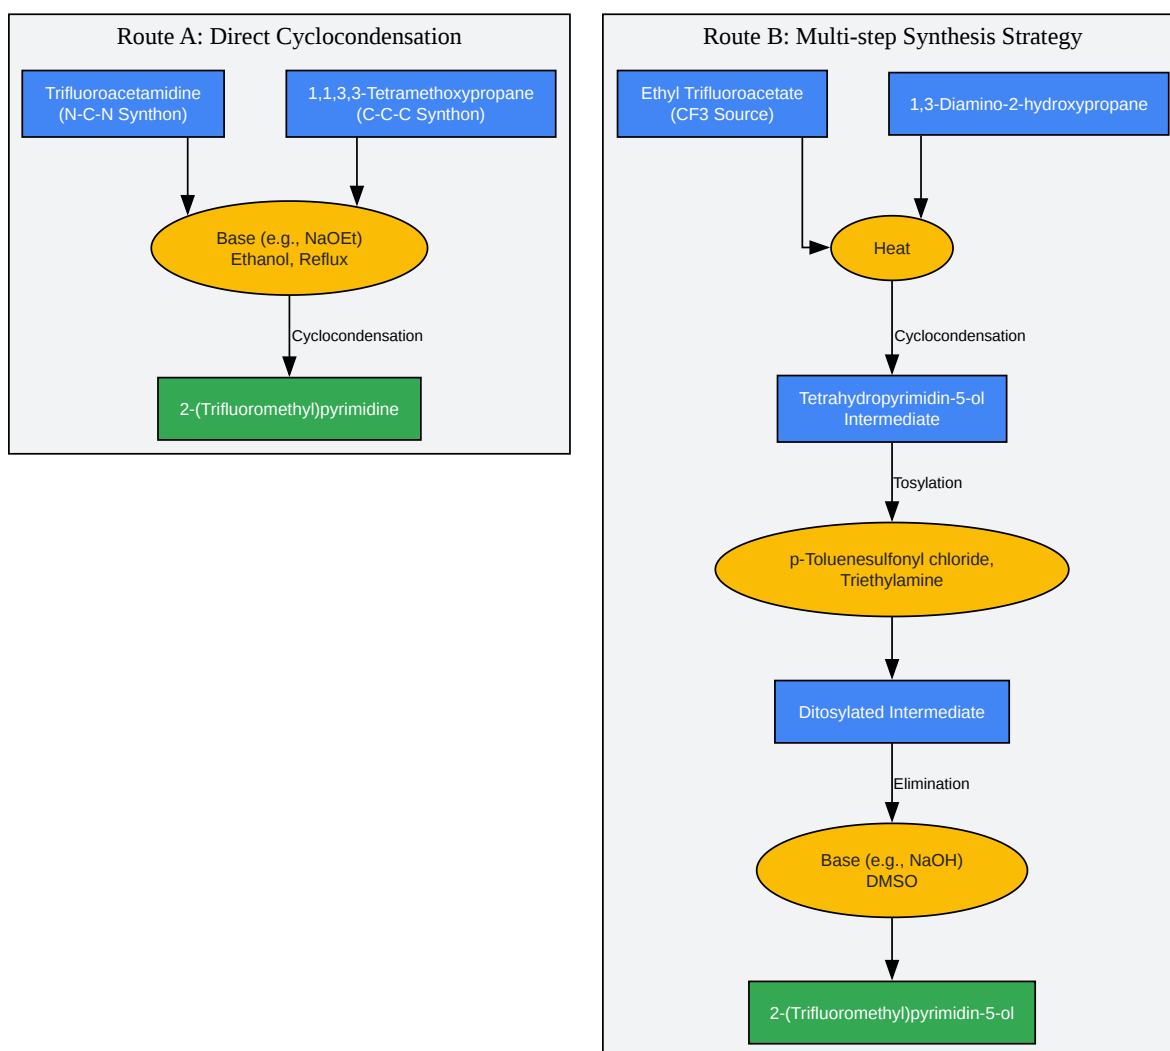 Route A: Direct Cyclocondensation
Trifluoroacetamidine
(N-C-N Synthon)
1,1,3,3-Tetramethoxypropane
(C-C-C Synthon)
Base (e.g., NaOEt)
Ethanol, Reflux
Cyclocondensation
2-(Trifluoromethyl)pyrimidine
Route B: Multi-step Synthesis Strategy
Ethyl Trifluoroacetate
(CF3 Source)
1,3-Diamino-2-hydroxypropane
Heat
Cyclocondensation
Tetrahydropyrimidin-5-ol
Intermediate
Tosylation
p-Toluenesulfonyl chloride,
Triethylamine
Ditosylated Intermediate
Elimination
Base (e.g., NaOH)
DMSO
2-(Trifluoromethyl)pyrimidin-5-ol